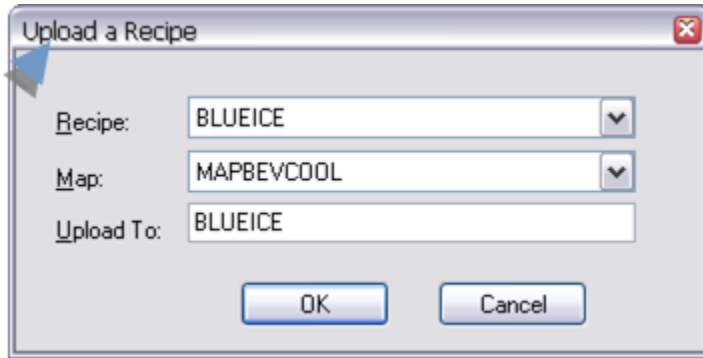 Upload a Recipe
Recipe: BLUEICE
Map: MAPBEVCOOL
Upload To: BLUEICE
OK Cancel